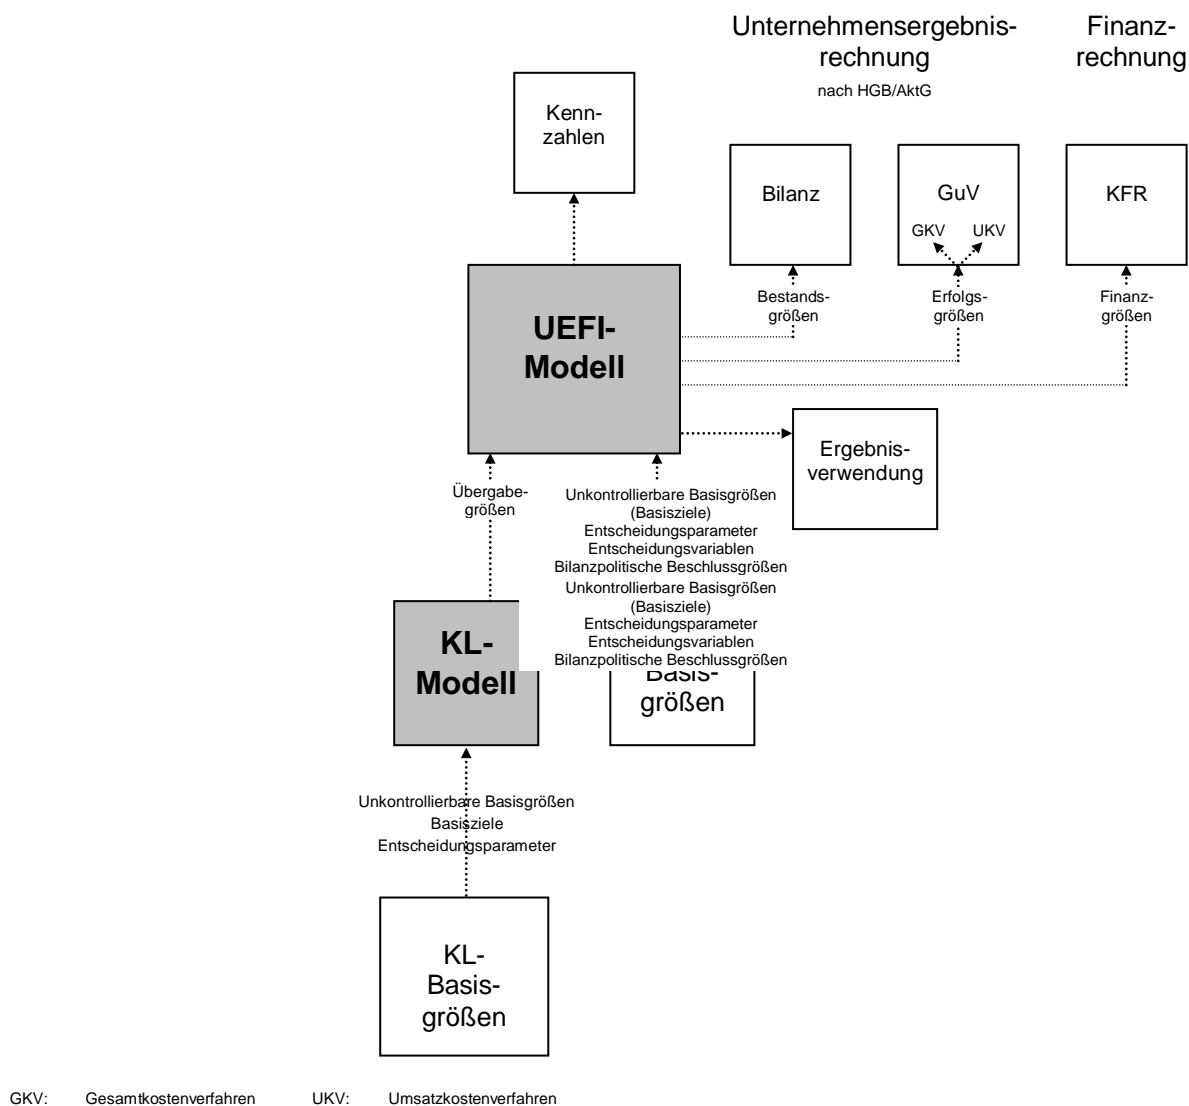 Unternehmensergebnis-
rechnung
nach HGB/AktG
Finanz-
rechnung
Kenn-
zahlen
Bilanz
GuV
GKV UKV
KFR
Bestands-
größen
Erfolgs-
größen
Finanz-
größen
UEFI-
Modell
Ergebnis-
verwendung
Übergabe-
größen
Unkontrollierbare Basisgrößen
(Basisziele)
Entscheidungsparameter
Entscheidungsvariablen
Bilanzpolitische Beschlussgrößen
Unkontrollierbare Basisgrößen
(Basisziele)
Entscheidungsparameter
Entscheidungsvariablen
Bilanzpolitische Beschlussgrößen
KL-
Modell
Basis-
größen
Unkontrollierbare Basisgrößen
Basisziele
Entscheidungsparameter
KL-
Basis-
größen
GKV: Gesamtkostenverfahren UKV: Umsatzkostenverfahren